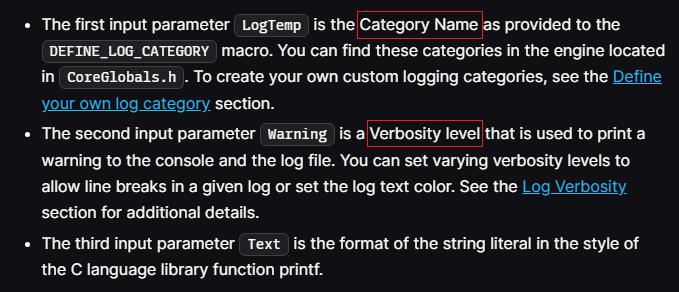 • The first input parameter LogTemp is the Category Name as provided to the
DEFINE_LOG_CATEGORY macro. You can find these categories in the engine located
in CoreGlobals.h. To create your own custom logging categories, see the Define
your own log category section.
• The second input parameter Warning is a Verbosity level that is used to print a
warning to the console and the log file. You can set varying verbosity levels to
allow line breaks in a given log or set the log text color. See the Log Verbosity
section for additional details.
• The third input parameter Text is the format of the string literal in the style of
the C language library function printf.